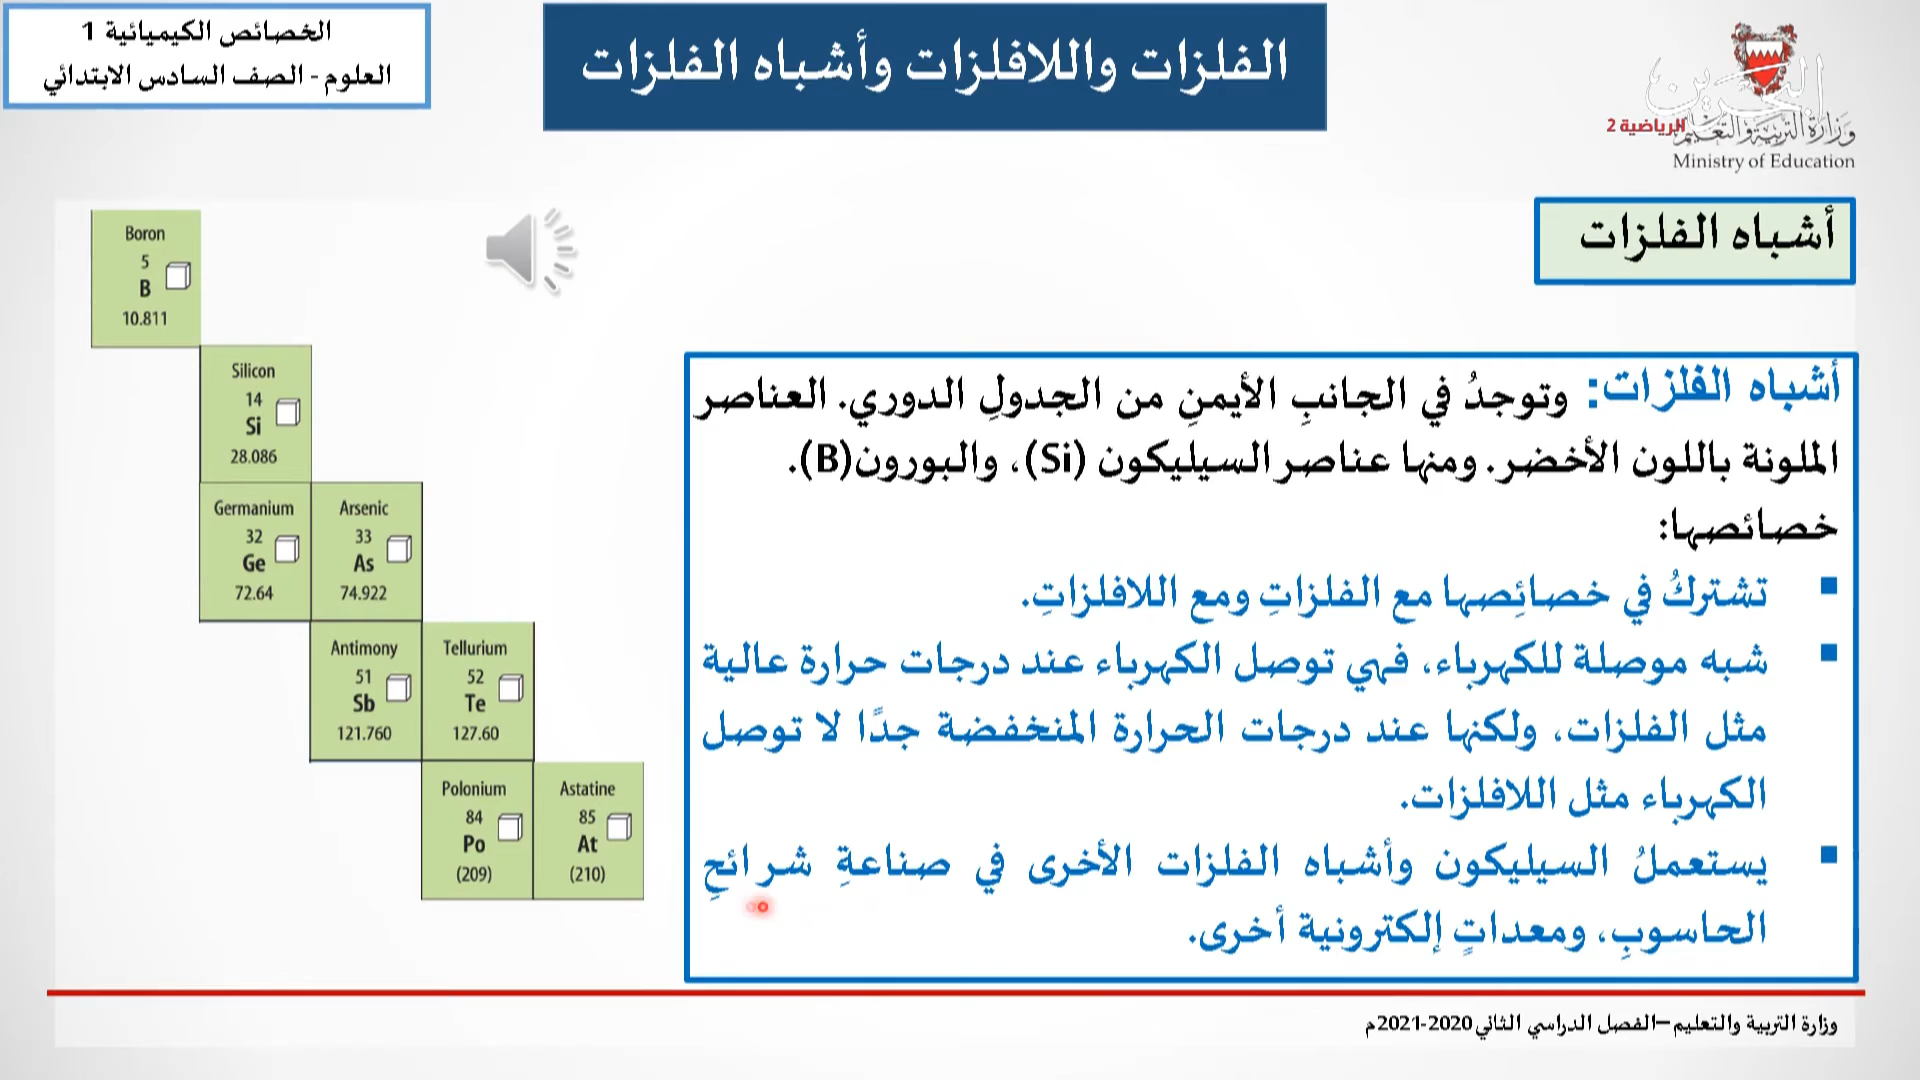 الخصائص الكيميائية 1
العلوم - الصف السادس الابتدائي
الفلزات واللافلزات وأشباه الفلزات
البحرين
الرياضية 2
وزارة التربية والتعليم
Ministry of Education
أشباه الفلزات
أشباه الفلزات: وتوجدُ في الجانبِ الأيمنِ من الجدولِ الدوري. العناصر
الملونة باللون الأخضر. ومنها عناصر السيليكون (Si)، والبورون(B).
خصائصها:
▪ تشتركُ في خصائِصها مع الفلزاتِ ومع اللافلزاتِ.
▪ شبه موصلة للكهرباء، فهي توصل الكهرباء عند درجات حرارة عالية
مثل الفلزات، ولكنها عند درجات الحرارة المنخفضة جدًا لا توصل
الكهرباء مثل اللافلزات.
▪ يستعملُ السيليكون وأشباه الفلزات الأخرى في صناعةِ شرائحِ
الحاسوبِ، ومعداتٍ إلكترونية أخرى.
Boron
5
B
10.811
Silicon
14
Si
28.086
Germanium
32
Ge
72.64
Arsenic
33
As
74.922
Antimony
51
Sb
121.760
Tellurium
52
Te
127.60
Polonium
84
Po
(209)
Astatine
85
At
(210)
وزارة التربية والتعليم –الفصل الدراسي الثاني 2020-2021م